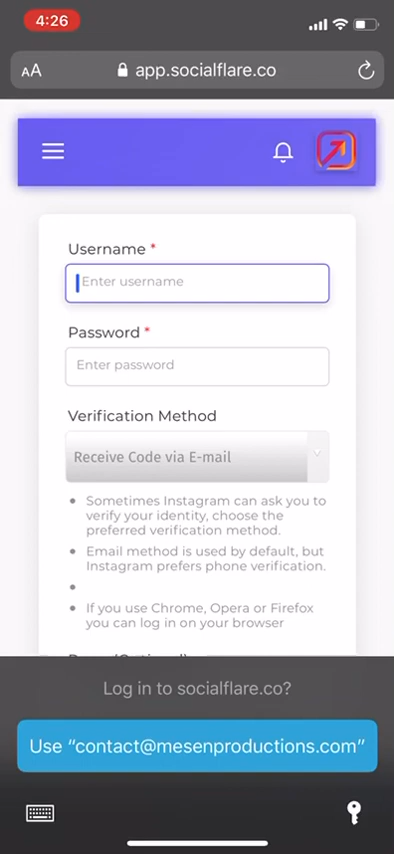 4:26
AA
app.socialflare.co
Username *
Enter username
Password *
Enter password
Verification Method
Receive Code via E-mail
Sometimes Instagram can ask you to
verify your identity, choose the
preferred verification method.
Email method is used by default, but
Instagram prefers phone verification.
If you use Chrome, Opera or Firefox
you can log in on your browser
Log in to socialflare.co?
Use “contact@mesenproductions.com”